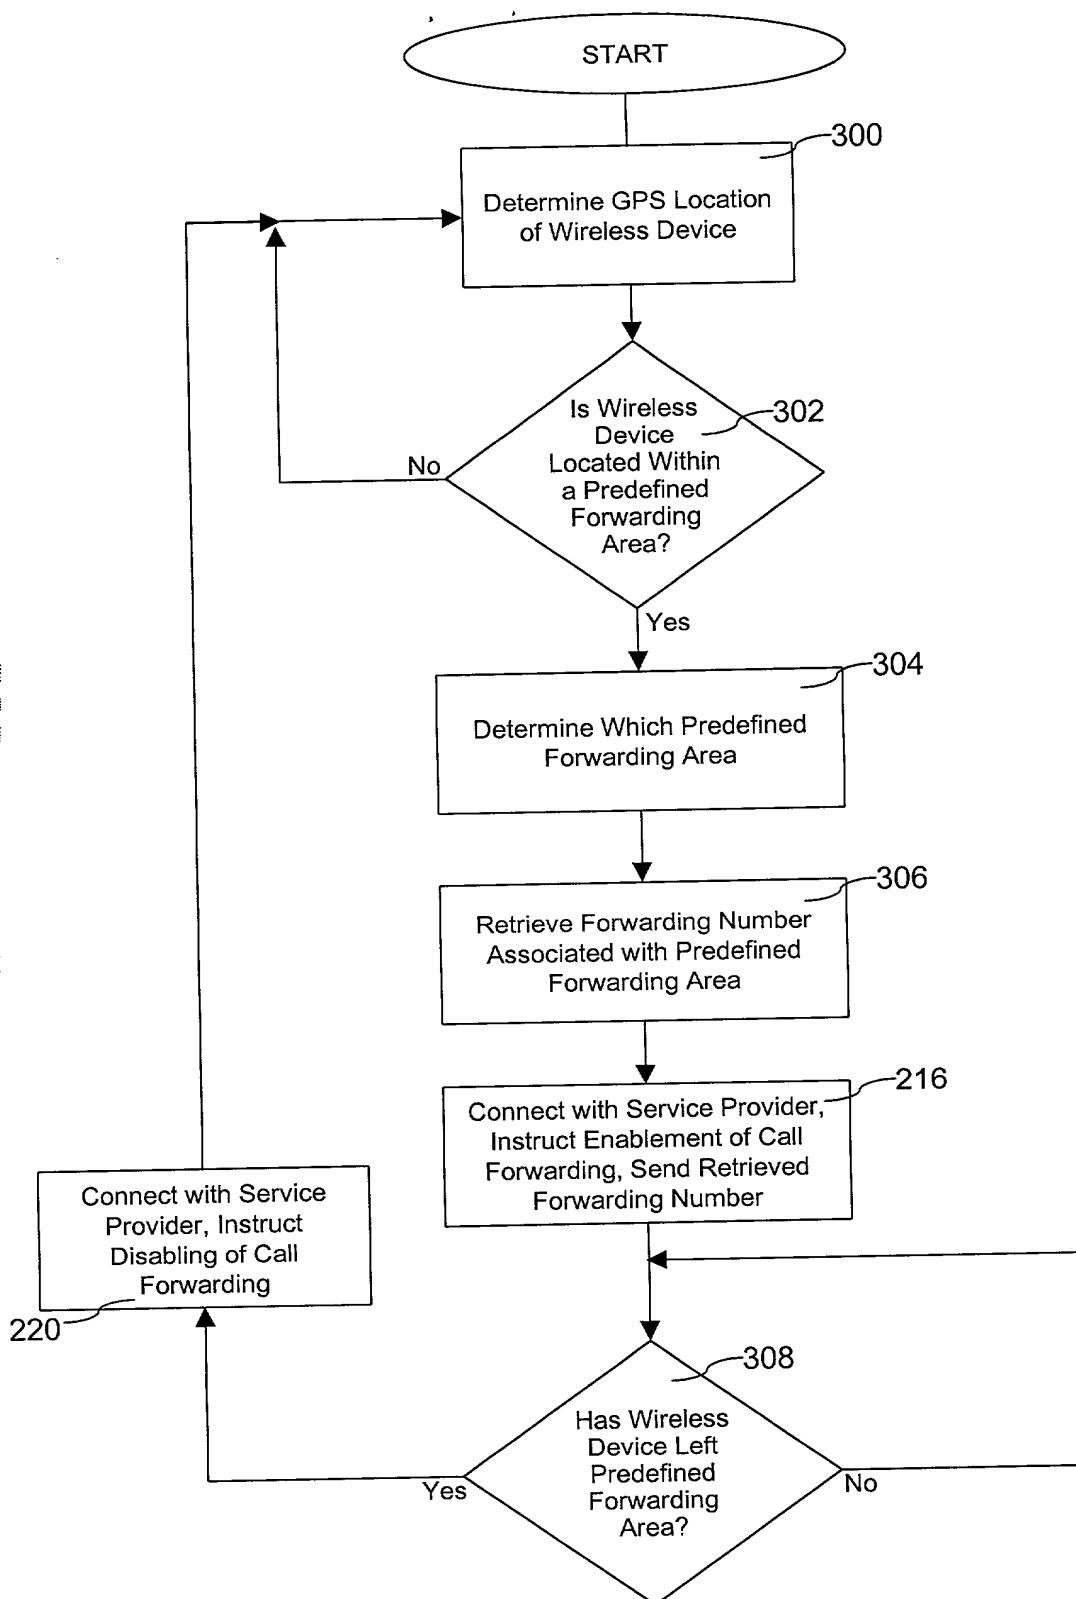 START
300
Determine GPS Location
of Wireless Device
Is Wireless
Device
Located Within
a Predefined
Forwarding
Area?
302
No
Yes
304
Determine Which Predefined
Forwarding Area
306
Retrieve Forwarding Number
Associated with Predefined
Forwarding Area
216
Connect with Service Provider,
Instruct Enablement of Call
Forwarding, Send Retrieved
Forwarding Number
Connect with Service
Provider, Instruct
Disabling of Call
Forwarding
220
308
Has Wireless
Device Left
Predefined
Forwarding
Area?
Yes
No